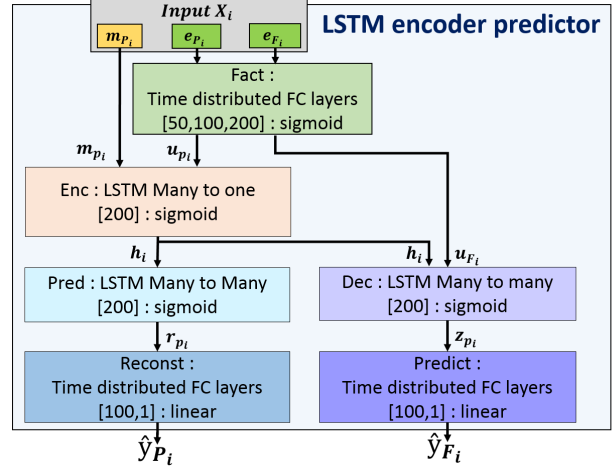 Input Xᵢ
LSTM encoder predictor
m_{P_i} e_{P_i} e_{F_i}
Fact :
Time distributed FC layers
[50,100,200] : sigmoid
m_{p_i} u_{p_i}
Enc : LSTM Many to one
[200] : sigmoid
h_i h_i u_{F_i}
Pred : LSTM Many to Many
[200] : sigmoid
Dec : LSTM Many to many
[200] : sigmoid
r_{p_i} z_{p_i}
Reconst :
Time distributed FC layers
[100,1] : linear
Predict :
Time distributed FC layers
[100,1] : linear
ŷ_{P_i} ŷ_{F_i}